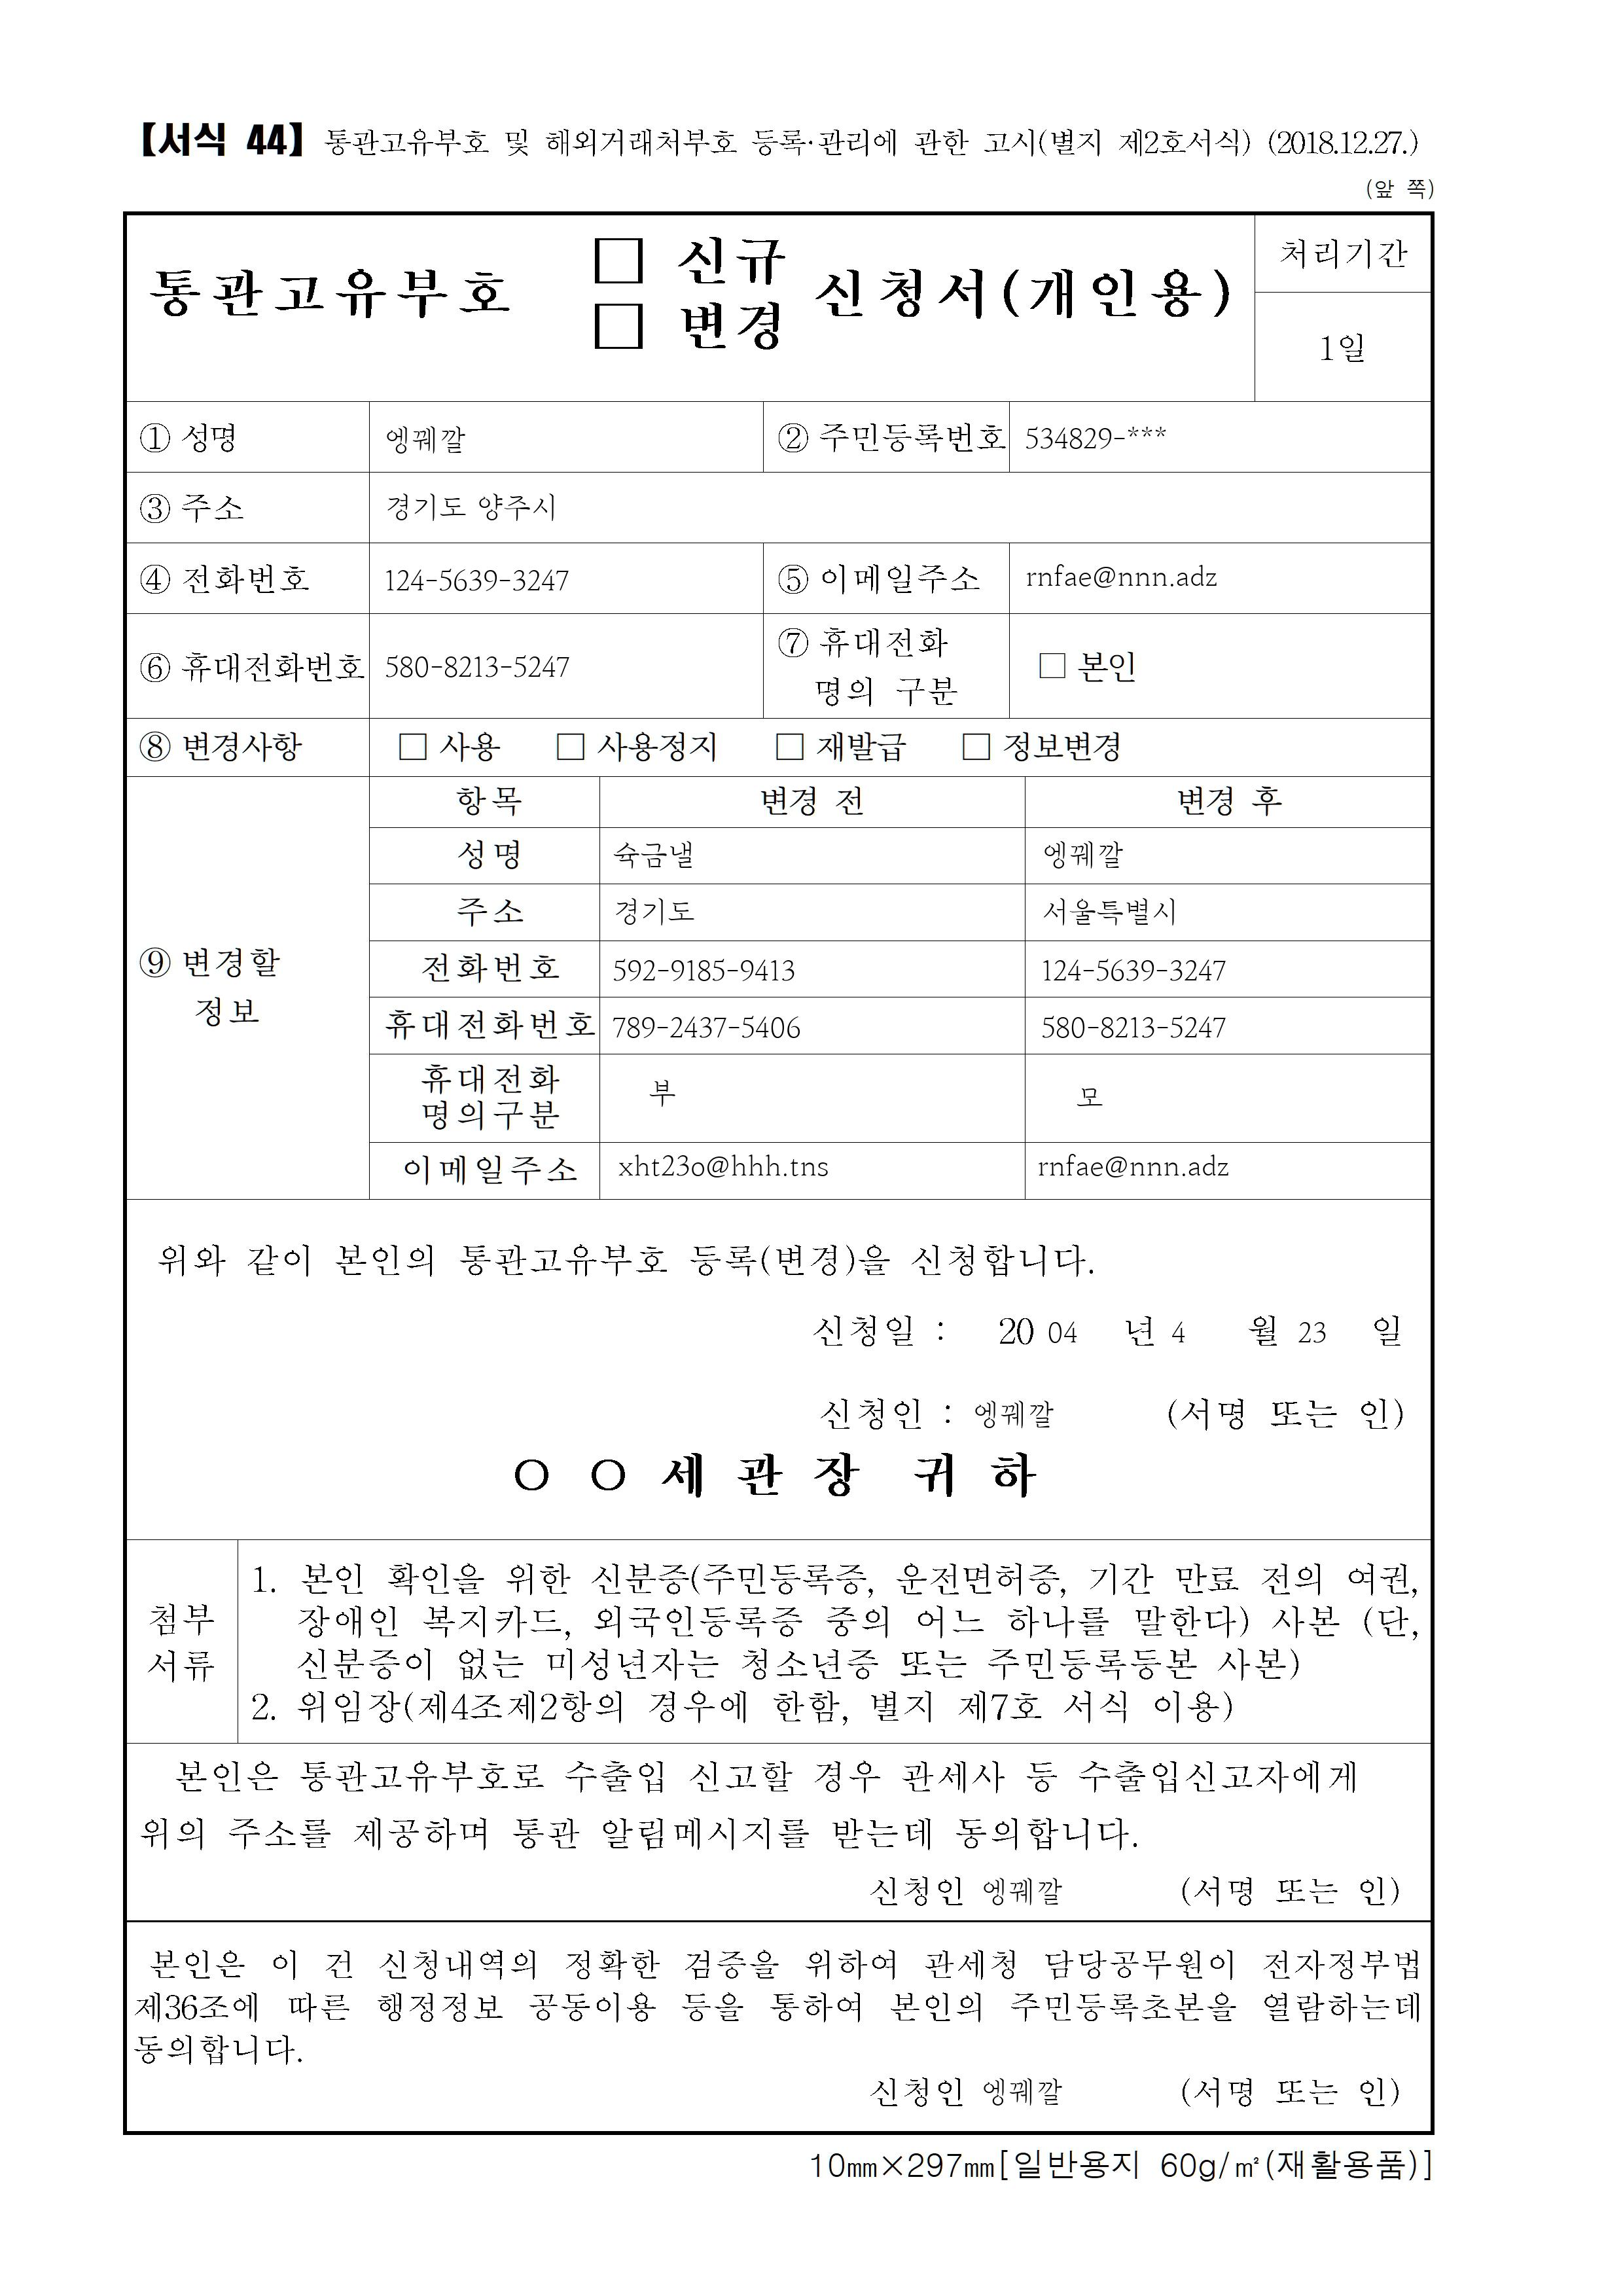 【서식 44】 통관고유부호 및 해외거래처부호 등록·관리에 관한 고시(별지 제2호서식) (2018.12.27.)
(앞 쪽)
통관고유부호 □ 신규 □ 변경 신청서(개인용)
처리기간
1일
① 성명 엥꿰깔 ② 주민등록번호 534829-***
③ 주소 경기도 양주시
④ 전화번호 124-5639-3247 ⑤ 이메일주소 rnfae@nnn.adz
⑥ 휴대전화번호 580-8213-5247 ⑦ 휴대전화 명의 구분 □ 본인
⑧ 변경사항 □ 사용 □ 사용정지 □ 재발급 □ 정보변경
⑨ 변경할 정보
항목 변경 전 변경 후
성명 슉금낼 엥꿰깔
주소 경기도 서울특별시
전화번호 592-9185-9413 124-5639-3247
휴대전화번호 789-2437-5406 580-8213-5247
휴대전화 명의구분 부 모
이메일주소 xht23o@hhh.tns rnfae@nnn.adz
위와 같이 본인의 통관고유부호 등록(변경)을 신청합니다.
신청일 : 20 04 년 4 월 23 일
신청인 : 엥꿰깔 (서명 또는 인)
○ ○ 세 관 장 귀 하
첨부 서류
1. 본인 확인을 위한 신분증(주민등록증, 운전면허증, 기간 만료 전의 여권,
장애인 복지카드, 외국인등록증 중의 어느 하나를 말한다) 사본 (단,
신분증이 없는 미성년자는 청소년증 또는 주민등록등본 사본)
2. 위임장(제4조제2항의 경우에 한함, 별지 제7호 서식 이용)
본인은 통관고유부호로 수출입 신고할 경우 관세사 등 수출입신고자에게
위의 주소를 제공하며 통관 알림메시지를 받는데 동의합니다.
신청인 엥꿰깔 (서명 또는 인)
본인은 이 건 신청내역의 정확한 검증을 위하여 관세청 담당공무원이 전자정부법
제36조에 따른 행정정보 공동이용 등을 통하여 본인의 주민등록초본을 열람하는데
동의합니다.
신청인 엥꿰깔 (서명 또는 인)
10㎜×297㎜[일반용지 60g/㎡(재활용품)]